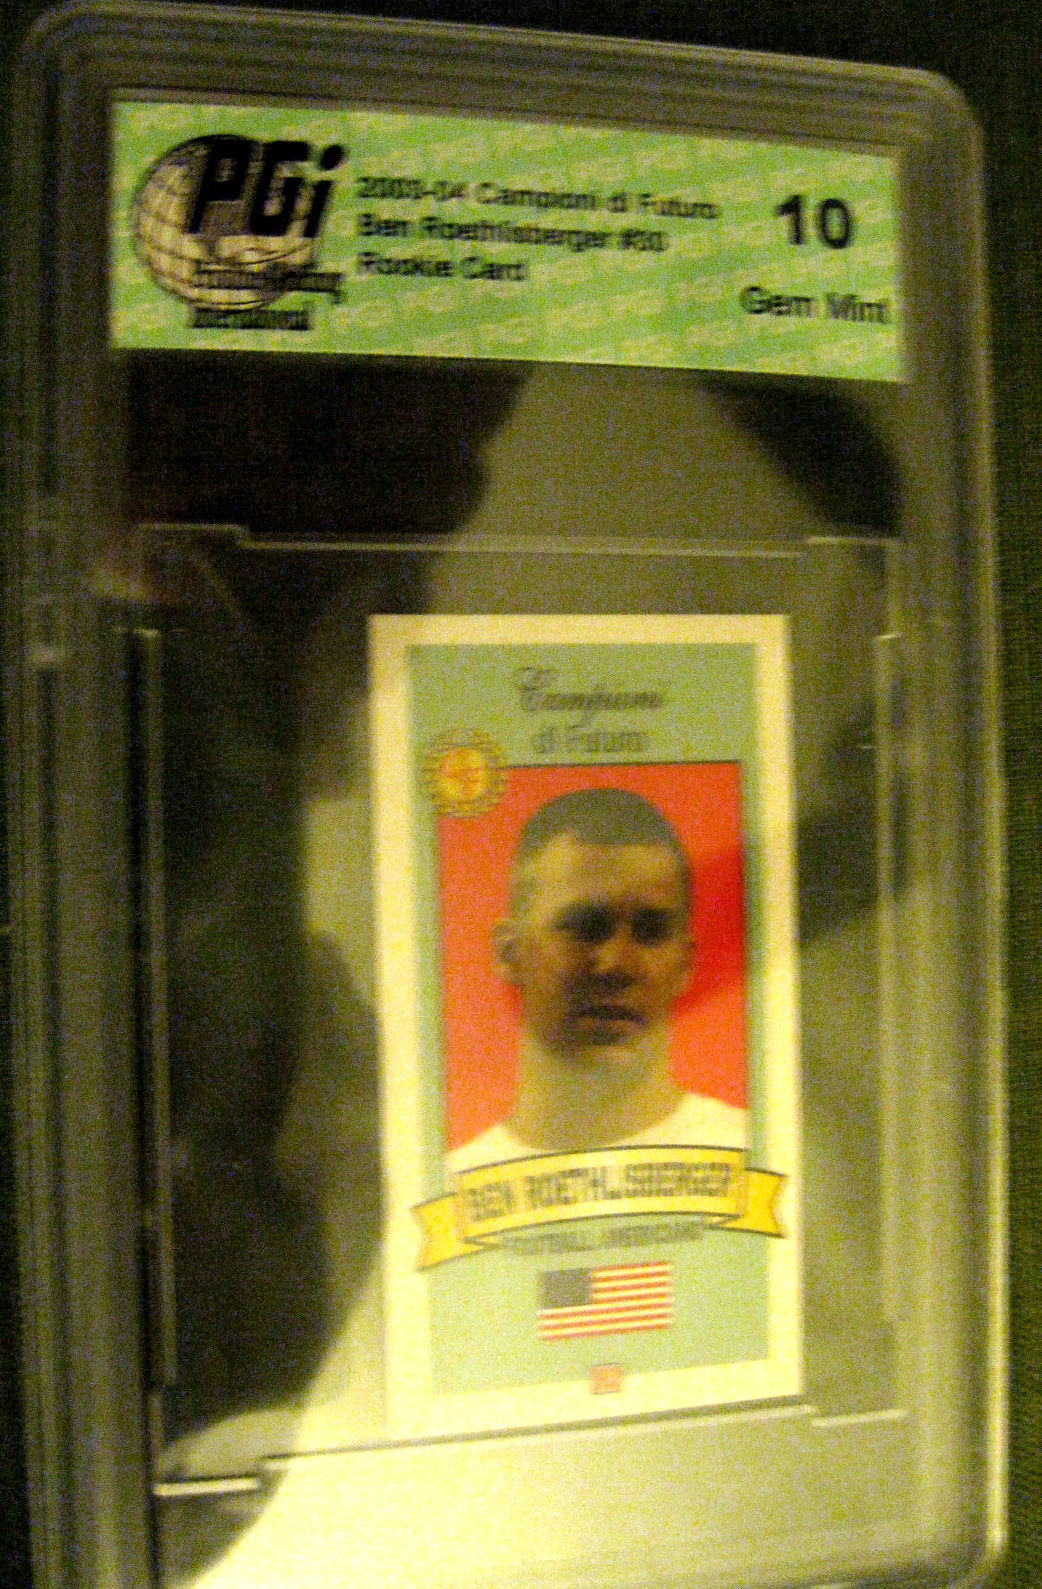 PGi
2003-04 Campioni di Futuro
Ben Roethlisberger
Rookie Card
International
10
Gem Mint
Campioni
di Futuro
BEN ROETHLISBERGER
FOOTBALL AMERICANO